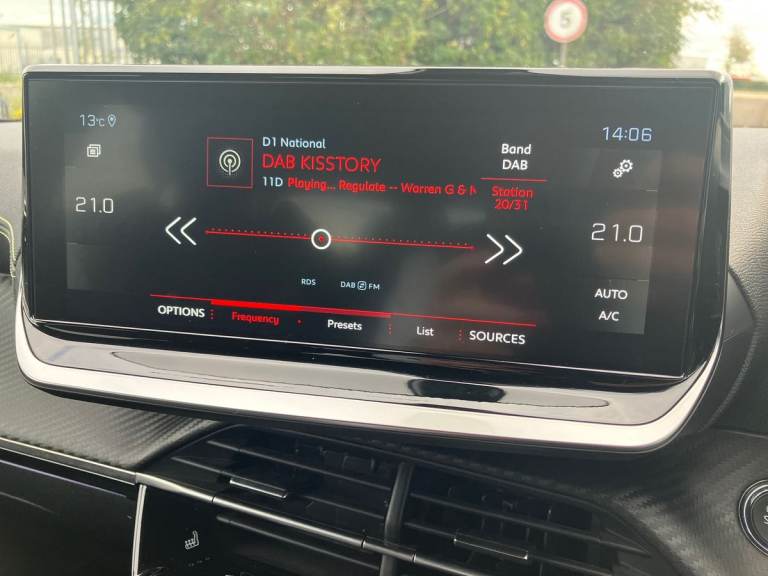 5
13°C
14:06
D1 National
DAB KISSTORY
11D Playing... Regulate -- Warren G & N
Band
DAB
Station
20/31
21.0
21.0
RDS
DAB FM
AUTO
A/C
OPTIONS
Frequency
Presets
List
SOURCES